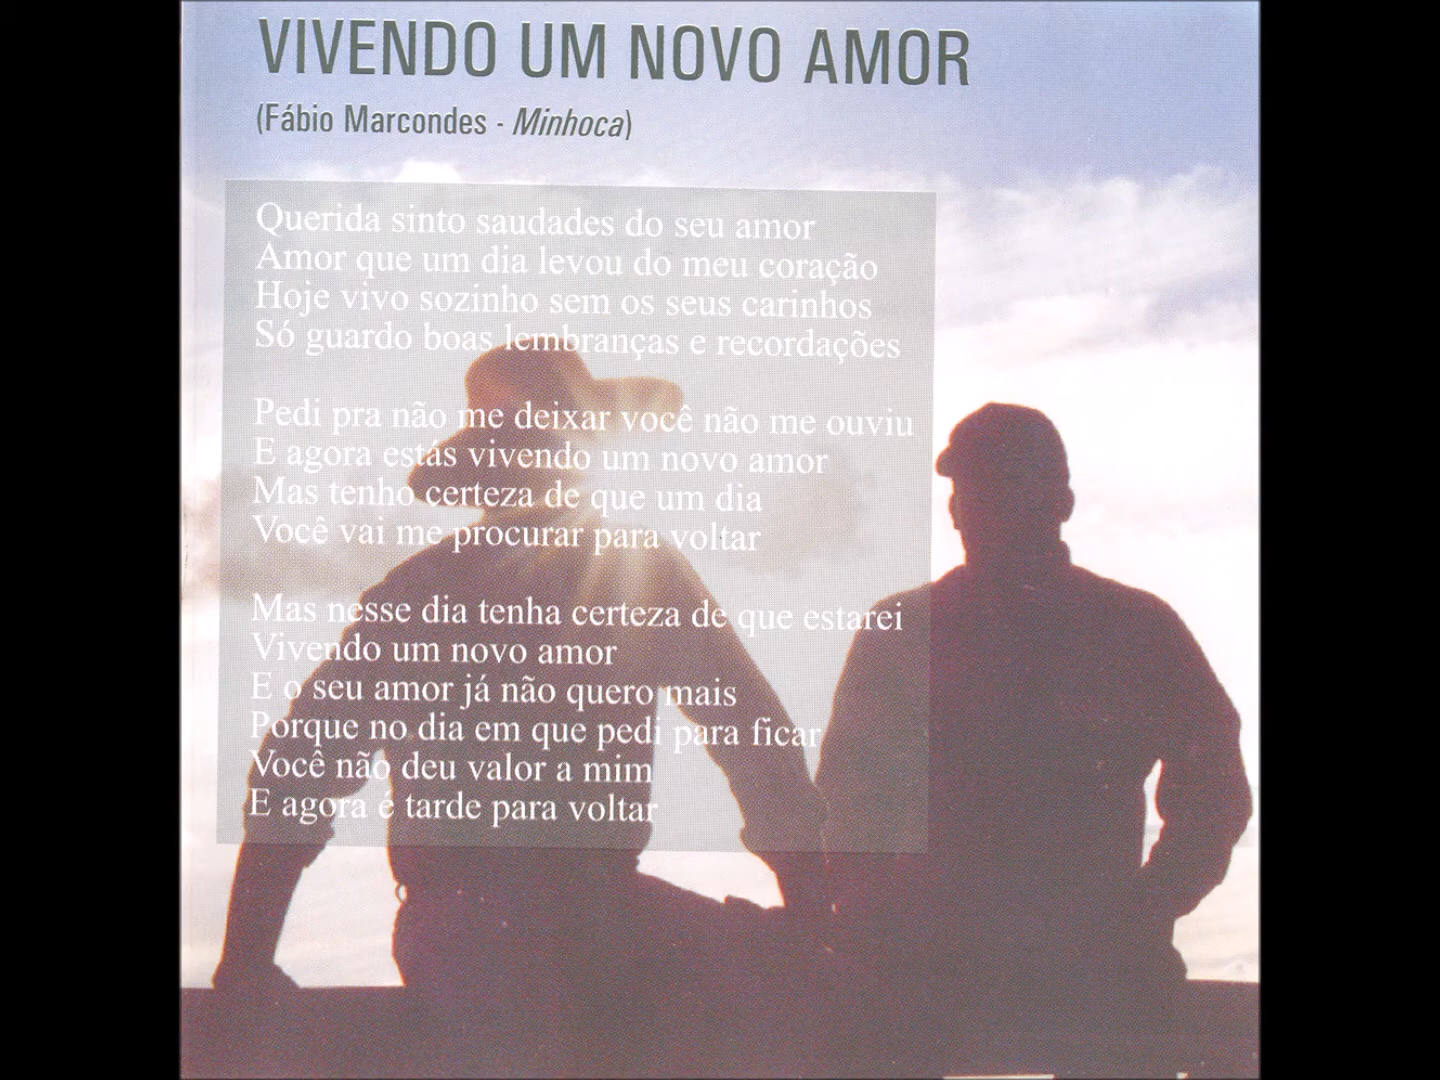 VIVENDO UM NOVO AMOR
(Fábio Marcondes - Minhoca)
Querida sinto saudades do seu amor
Amor que um dia levou do meu coração
Hoje vivo sozinho sem os seus carinhos
Só guardo boas lembranças e recordações
Pedi pra não me deixar você não me ouviu
E agora estás vivendo um novo amor
Mas tenho certeza de que um dia
Você vai me procurar para voltar
Mas nesse dia tenha certeza de que estarei
Vivendo um novo amor
E o seu amor já não quero mais
Porque no dia em que pedi para ficar
Você não deu valor a mim
E agora é tarde para voltar